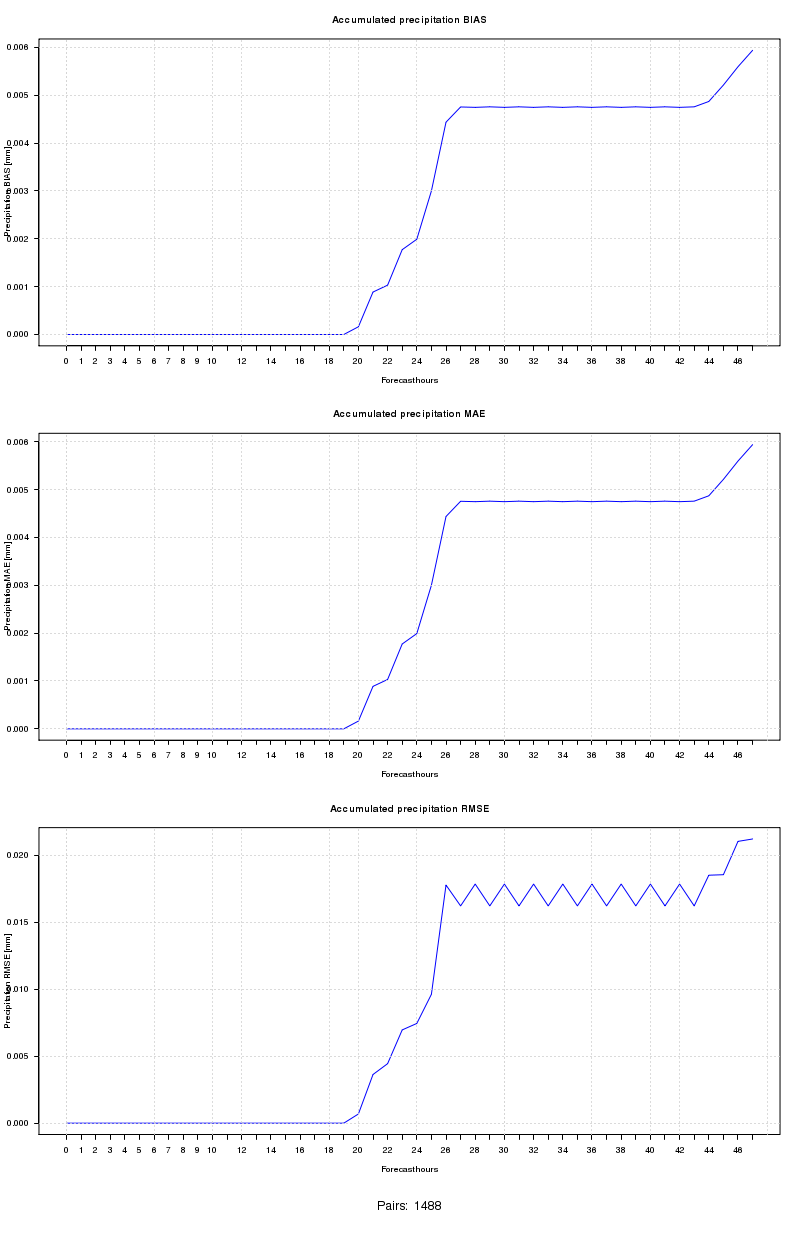 Accumulated precipitation BIAS
0.006
0.005
0.004
0.003
0.002
0.001
0.000
Precipitation BIAS [mm]
0 1 2 3 4 5 6 7 8 9 10 12 14 16 18 20 22 24 26 28 30 32 34 36 38 40 42 44 46
Forecasthours
Accumulated precipitation MAE
0.006
0.005
0.004
0.003
0.002
0.001
0.000
Precipitation MAE [mm]
0 1 2 3 4 5 6 7 8 9 10 12 14 16 18 20 22 24 26 28 30 32 34 36 38 40 42 44 46
Forecasthours
Accumulated precipitation RMSE
0.020
0.015
0.010
0.005
0.000
Precipitation RMSE [mm]
0 1 2 3 4 5 6 7 8 9 10 12 14 16 18 20 22 24 26 28 30 32 34 36 38 40 42 44 46
Forecasthours
Pairs: 1488